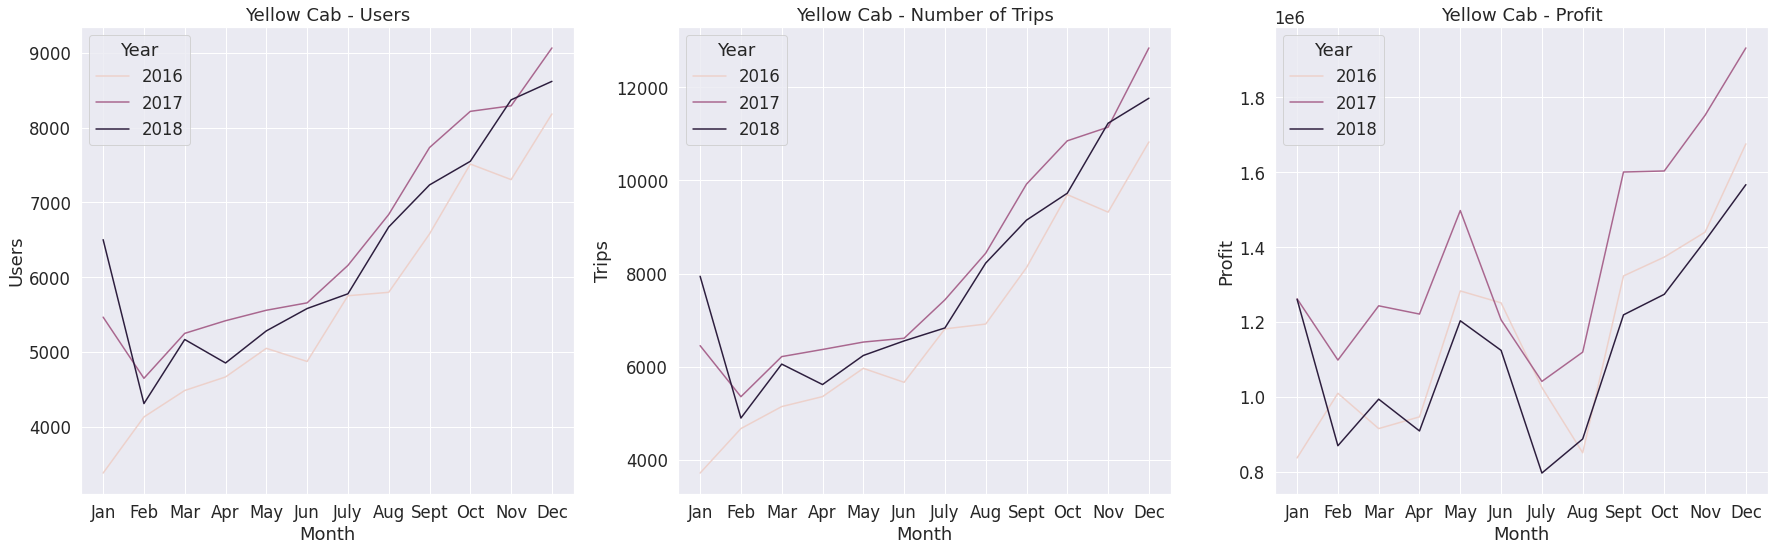 Yellow Cab - Users
Year
2016
2017
2018
9000
8000
7000
6000
5000
4000
Users
Jan Feb Mar Apr May Jun July Aug Sept Oct Nov Dec
Month
Yellow Cab - Number of Trips
Year
2016
2017
2018
12000
10000
8000
6000
4000
Trips
Jan Feb Mar Apr May Jun July Aug Sept Oct Nov Dec
Month
Yellow Cab - Profit
1e6
Year
2016
2017
2018
1.8
1.6
1.4
1.2
1.0
0.8
Profit
Jan Feb Mar Apr May Jun July Aug Sept Oct Nov Dec
Month